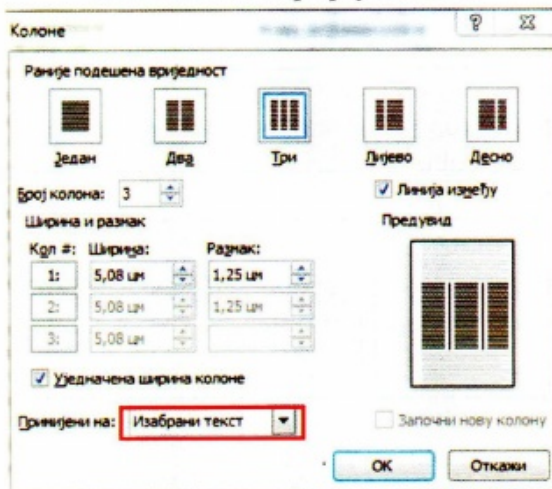 Колоне
Раније подешена вриједност
Један Два Три Лијево Десно
Број колона: 3 Линија између
Ширина и размак Предувид
Кол #: Ширина: Размак:
1: 5,08 цм 1,25 цм
2: 5,08 цм 1,25 цм
3: 5,08 цм
Уједначена ширина колоне
Примијени на: Изабрани текст Започни нову колону
OK Откажи